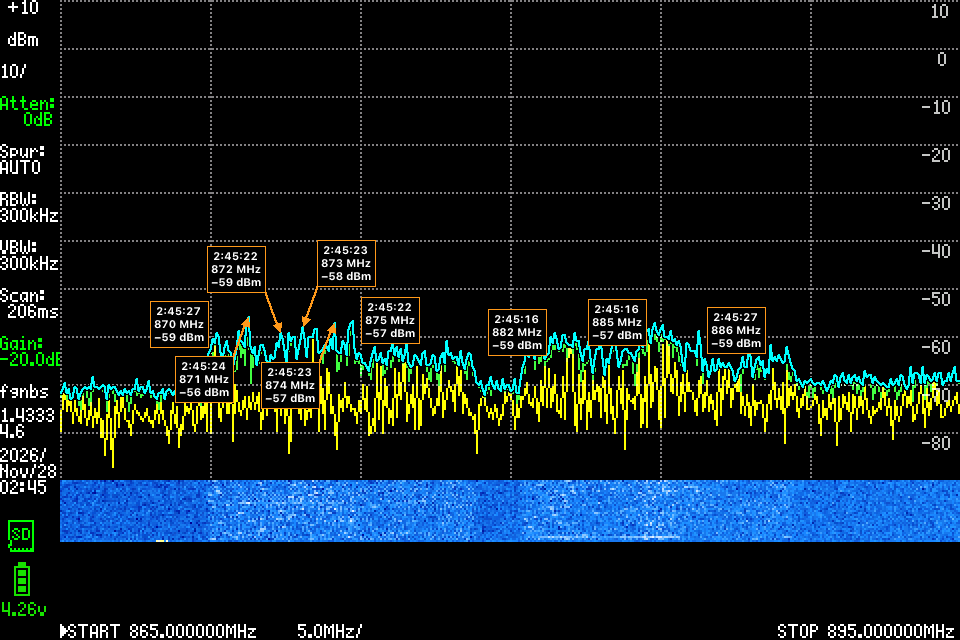 +10
dBm
10/
Atten:
0dB
Spur:
AUTO
RBW:
300kHz
VBW:
300kHz
Scan:
206ms
Gain:
-20.0dB
fanbs
1.4333
4.6
2026/
Nov/28
02:45
SD
4.26v
10
0
-10
-20
-30
-40
-50
-60
-80
2:45:22
872 MHz
−59 dBm
2:45:23
873 MHz
−58 dBm
2:45:27
870 MHz
−59 dBm
2:45:22
875 MHz
−57 dBm
2:45:16
882 MHz
−59 dBm
2:45:16
885 MHz
−57 dBm
2:45:27
886 MHz
−59 dBm
2:45:24
871 MHz
−56 dBm
2:45:23
874 MHz
−57 dBm
START 865.000000MHz 5.0MHz/ STOP 895.000000MHz